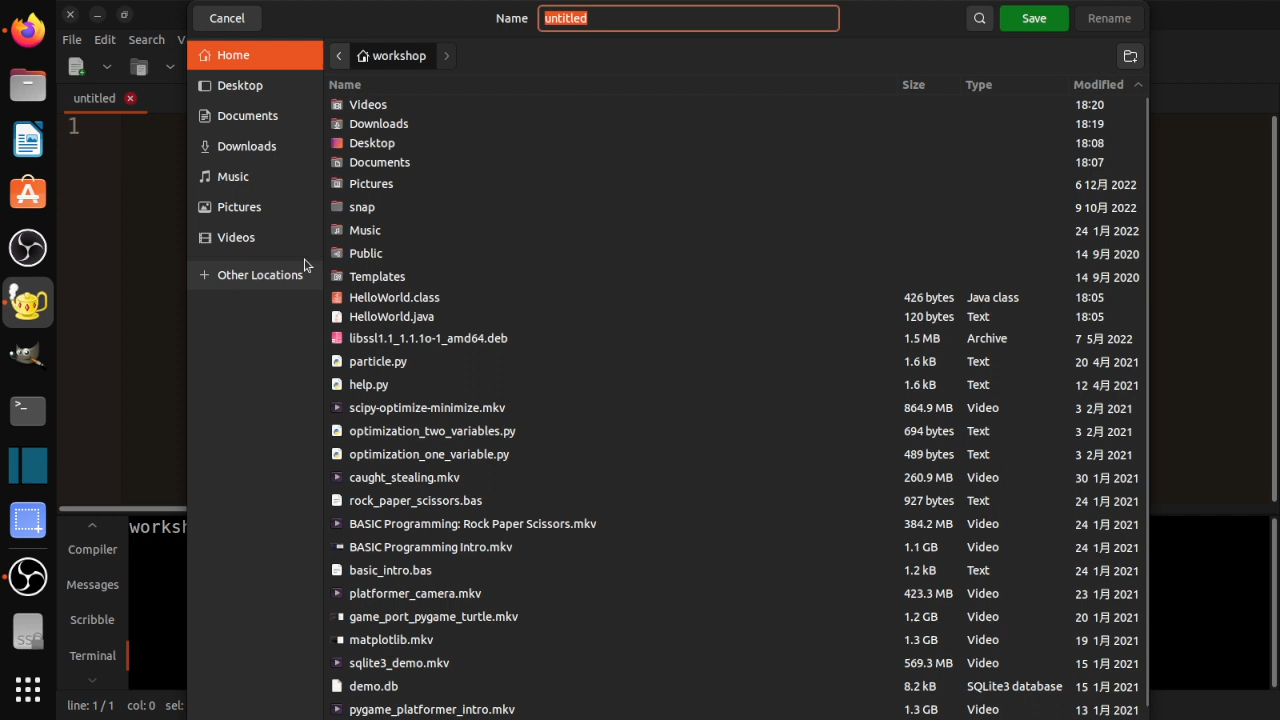 Cancel
Name
untitled
Save
Rename
File Edit Search V
Home
workshop
Desktop
Documents
Downloads
Music
Pictures
Videos
Other Locations
untitled
1
Name Size Type Modified
Videos 18:20
Downloads 18:19
Desktop 18:08
Documents 18:07
Pictures 6 12月 2022
snap 9 10月 2022
Music 24 1月 2022
Public 14 9月 2020
Templates 14 9月 2020
HelloWorld.class 426 bytes Java class 18:05
HelloWorld.java 120 bytes Text 18:05
libssl1.1_1.1.1o-1_amd64.deb 1.5 MB Archive 7 5月 2022
particle.py 1.6 kB Text 20 4月 2021
help.py 1.6 kB Text 12 4月 2021
scipy-optimize-minimize.mkv 864.9 MB Video 3 2月 2021
optimization_two_variables.py 694 bytes Text 3 2月 2021
optimization_one_variable.py 489 bytes Text 3 2月 2021
caught_stealing.mkv 260.9 MB Video 30 1月 2021
rock_paper_scissors.bas 927 bytes Text 24 1月 2021
BASIC Programming: Rock Paper Scissors.mkv 384.2 MB Video 24 1月 2021
BASIC Programming Intro.mkv 1.1 GB Video 24 1月 2021
basic_intro.bas 1.2 kB Text 24 1月 2021
platformer_camera.mkv 423.3 MB Video 23 1月 2021
game_port_pygame_turtle.mkv 1.2 GB Video 20 1月 2021
matplotlib.mkv 1.3 GB Video 19 1月 2021
sqlite3_demo.mkv 569.3 MB Video 15 1月 2021
demo.db 8.2 kB SQLite3 database 15 1月 2021
pygame_platformer_intro.mkv 1.3 GB Video 13 1月 2021
worksh
Compiler
Messages
Scribble
Terminal
line: 1 / 1 col: 0 sel: